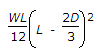 WL/12 (L - 2D/3)²